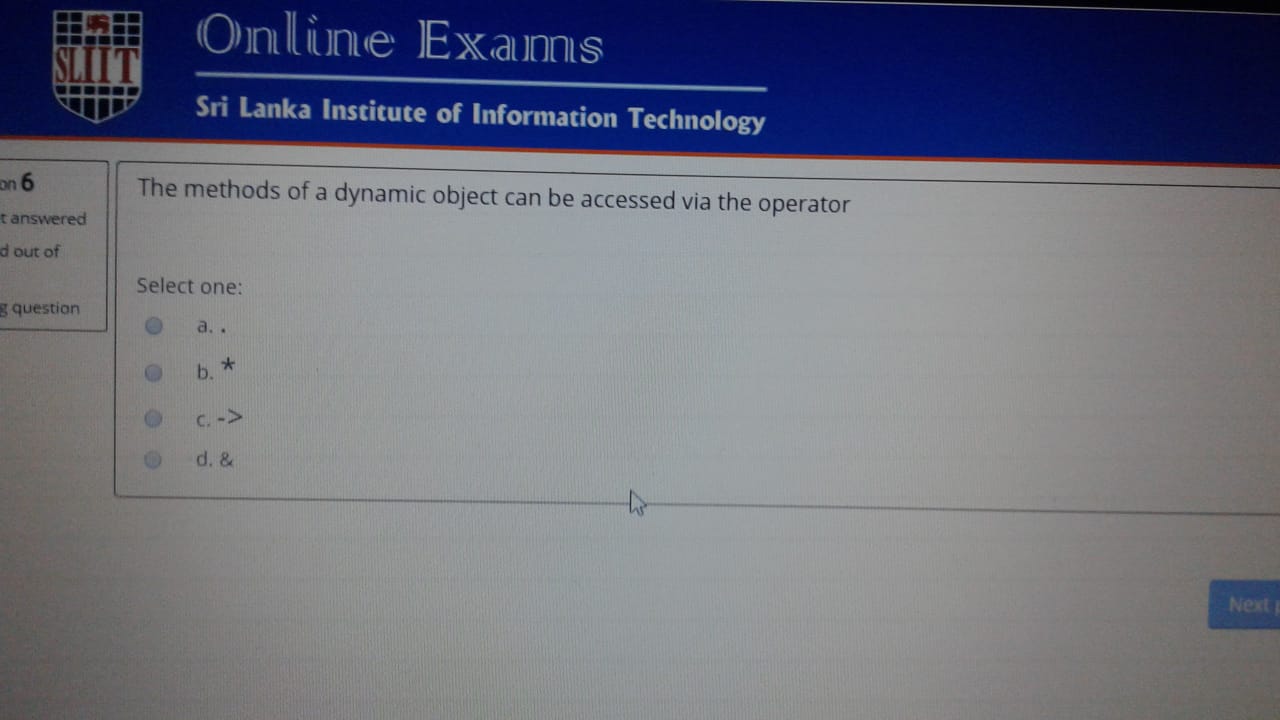 SLIIT
Online Exams
Sri Lanka Institute of Information Technology
on 6
t answered
d out of
g question
The methods of a dynamic object can be accessed via the operator
Select one:
a. .
b. *
c. ->
d. &
Next